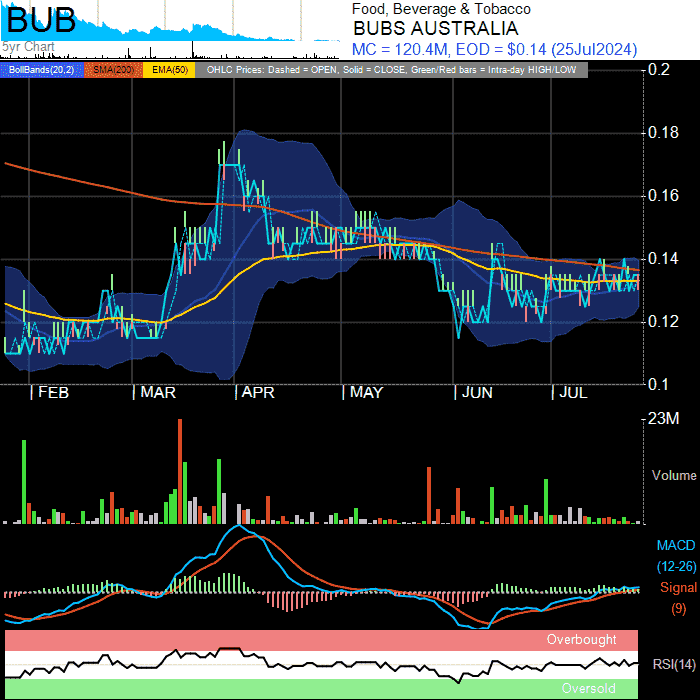 BUB
5yr Chart
Food, Beverage & Tobacco
BUBS AUSTRALIA
MC = 120.4M, EOD = $0.14 (25Jul2024)
BollBands(20,2) SMA(200) EMA(50) OHLC Prices: Dashed = OPEN, Solid = CLOSE, Green/Red bars = Intra-day HIGH/LOW
0.2
0.18
0.16
0.14
0.12
0.1
| FEB | MAR | APR | MAY | JUN | JUL
23M
Volume
MACD
(12-26)
Signal
(9)
Overbought
RSI(14)
Oversold